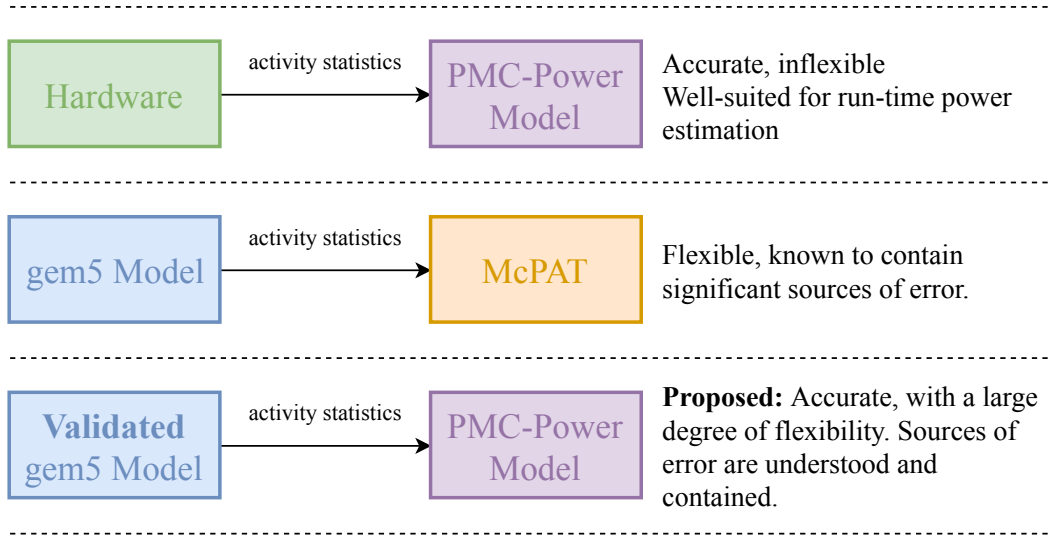 Hardware
activity statistics
PMC-Power
Model
Accurate, inflexible
Well-suited for run-time power
estimation
gem5 Model
activity statistics
McPAT
Flexible, known to contain
significant sources of error.
Validated
gem5 Model
activity statistics
PMC-Power
Model
Proposed: Accurate, with a large
degree of flexibility. Sources of
error are understood and
contained.